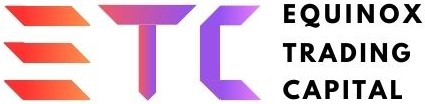 ETC
EQUINOX
TRADING
CAPITAL